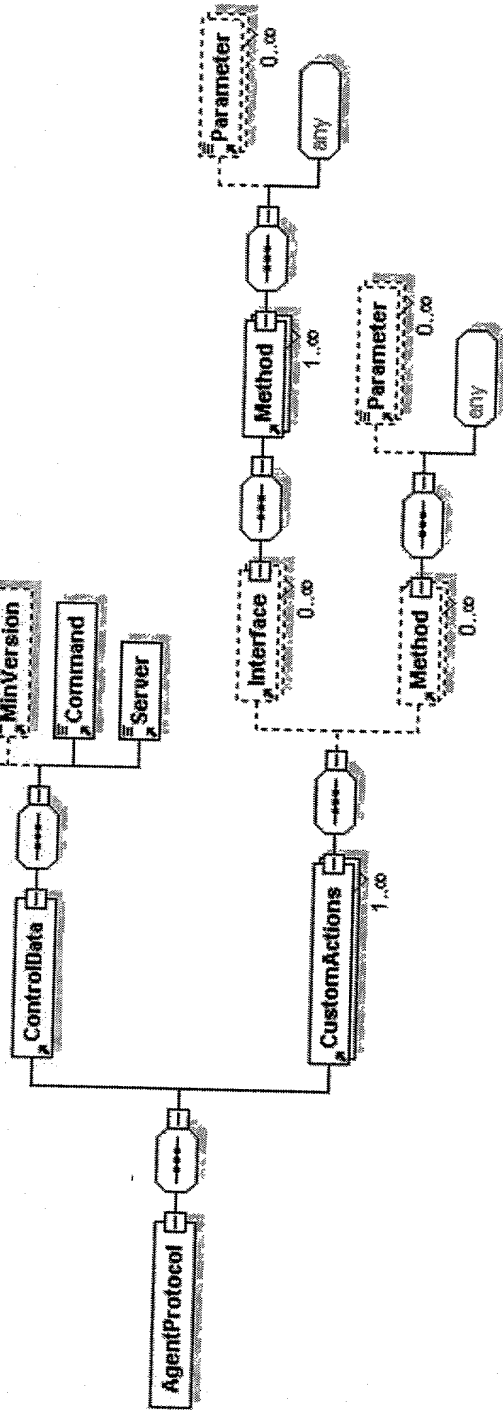 AgentProtocol
ControlData
MinVersion
Command
Server
CustomActions
1..∞
Interface
0..∞
Method
1..∞
Parameter
0..∞
any
Method
0..∞
Parameter
0..∞
any